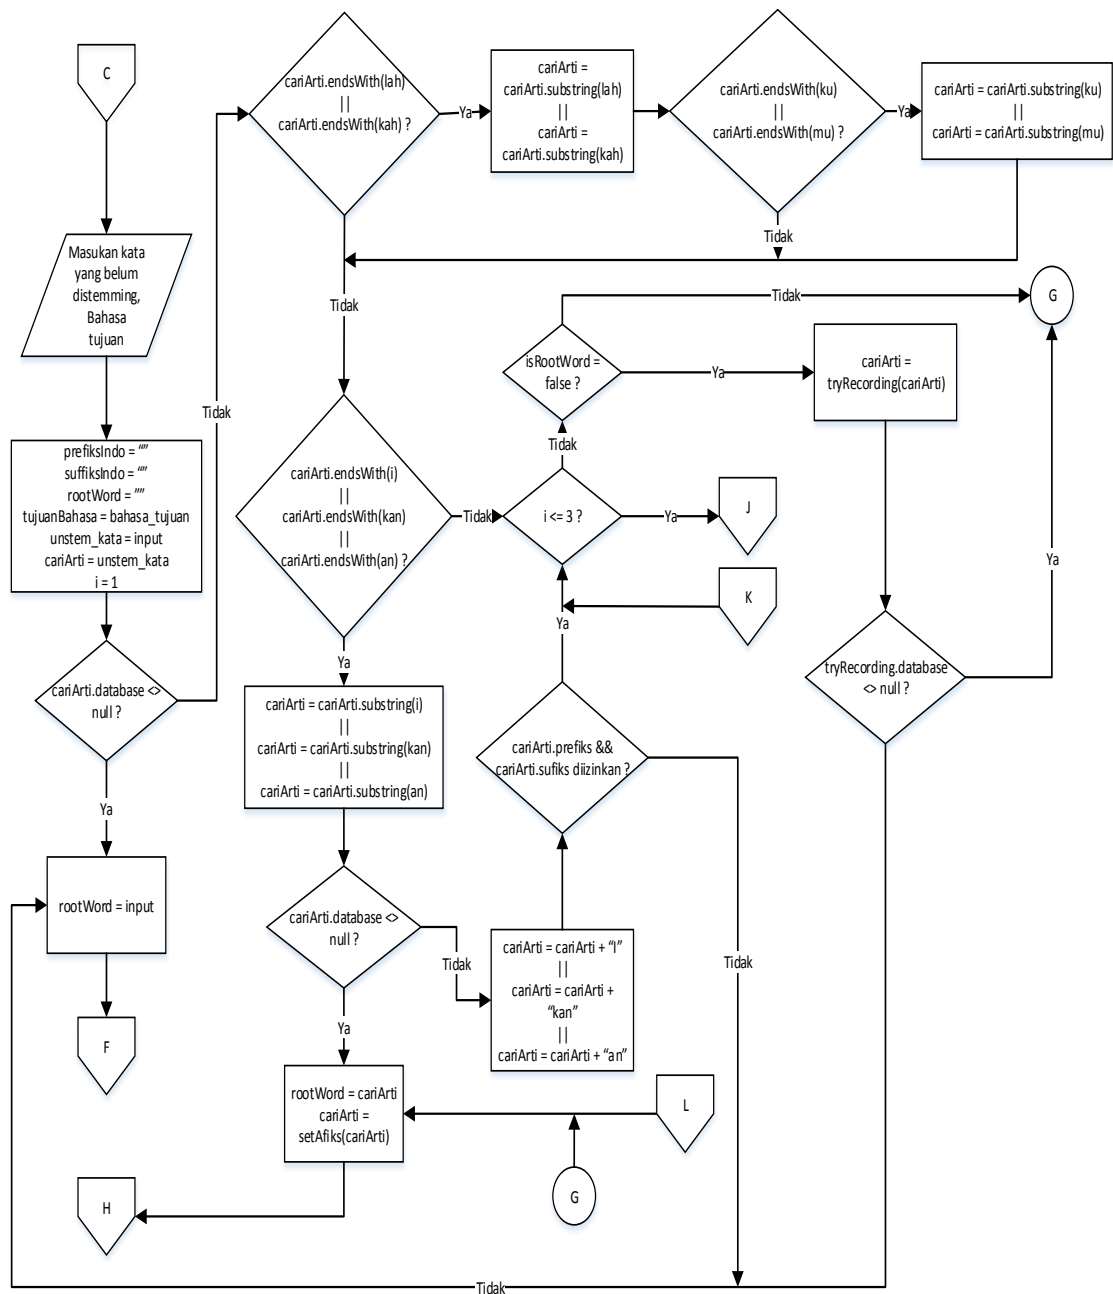 C
Masukan kata
yang belum
distemming,
Bahasa
tujuan
prefiksIndo = “”
suffiksIndo = “”
rootWord = “”
tujuanBahasa = bahasa_tujuan
unstem_kata = input
cariArti = unstem_kata
i = 1
cariArti.database <>
null ?
Tidak
Ya
rootWord = input
F
cariArti.endsWith(lah)
||
cariArti.endsWith(kah) ?
Ya
cariArti =
cariArti.substring(lah)
||
cariArti =
cariArti.substring(kah)
cariArti.endsWith(ku)
||
cariArti.endsWith(mu) ?
Ya
cariArti = cariArti.substring(ku)
||
cariArti = cariArti.substring(mu)
Tidak
Tidak
cariArti.endsWith(i)
||
cariArti.endsWith(kan)
||
cariArti.endsWith(an) ?
Tidak
Ya
cariArti = cariArti.substring(i)
||
cariArti = cariArti.substring(kan)
||
cariArti = cariArti.substring(an)
cariArti.database <>
null ?
Tidak
Ya
cariArti = cariArti + “I”
||
cariArti = cariArti +
“kan”
||
cariArti = cariArti + “an”
cariArti.prefiks &&
cariArti.sufiks diizinkan ?
Ya
Tidak
i <= 3 ?
Ya
J
K
Tidak
isRootWord =
false ?
Tidak
G
Ya
cariArti =
tryRecording(cariArti)
tryRecording.database
<> null ?
Ya
rootWord = cariArti
cariArti =
setAfiks(cariArti)
L
G
H
Tidak